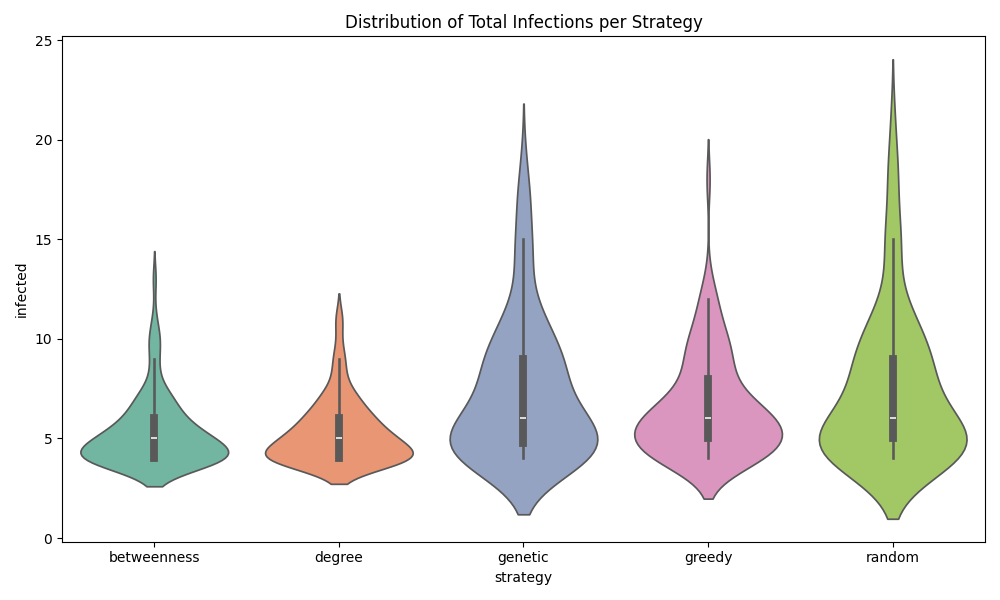 Distribution of Total Infections per Strategy
25
20
15
10
5
0
infected
betweenness degree genetic greedy random
strategy